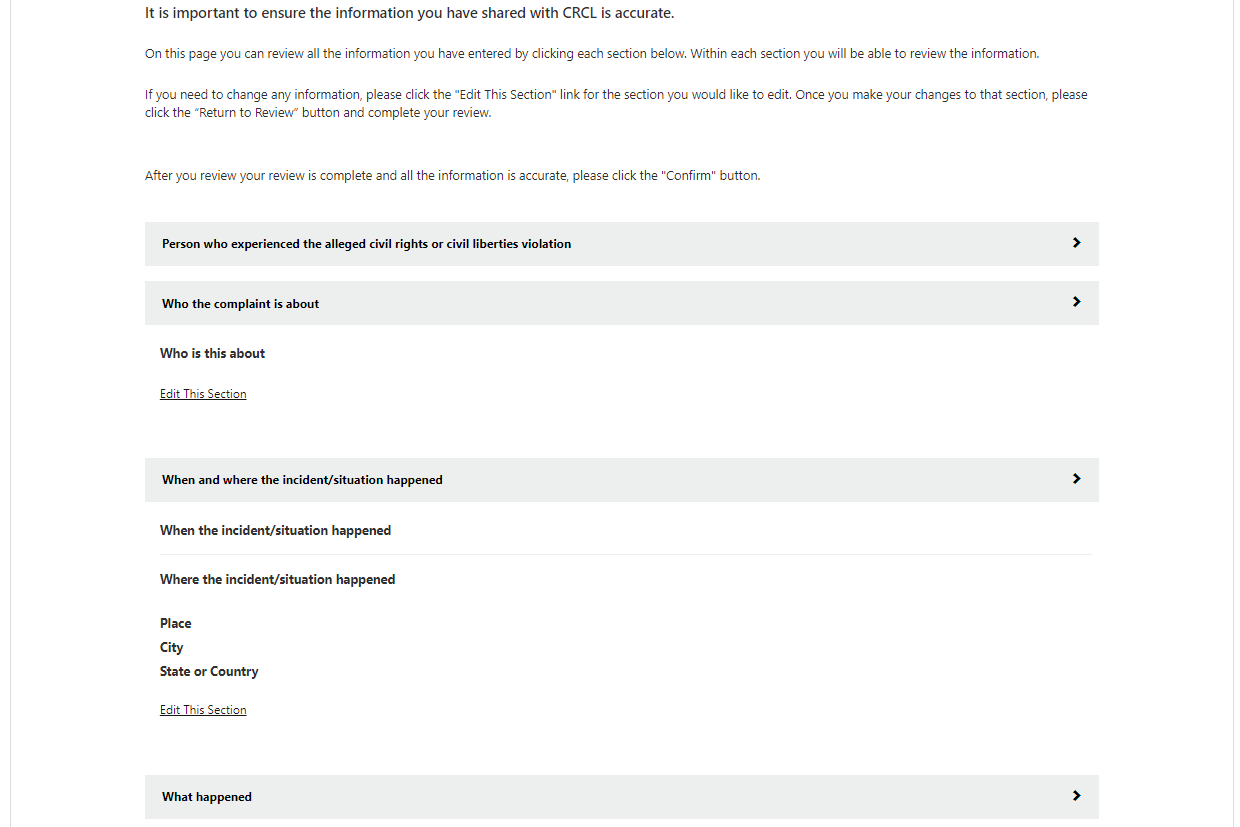 It is important to ensure the information you have shared with CRCL is accurate.
On this page you can review all the information you have entered by clicking each section below. Within each section you will be able to review the information.
If you need to change any information, please click the "Edit This Section" link for the section you would like to edit. Once you make your changes to that section, please
click the “Return to Review” button and complete your review.
After you review your review is complete and all the information is accurate, please click the "Confirm" button.
Person who experienced the alleged civil rights or civil liberties violation
Who the complaint is about
Who is this about
Edit This Section
When and where the incident/situation happened
When the incident/situation happened
Where the incident/situation happened
Place
City
State or Country
Edit This Section
What happened